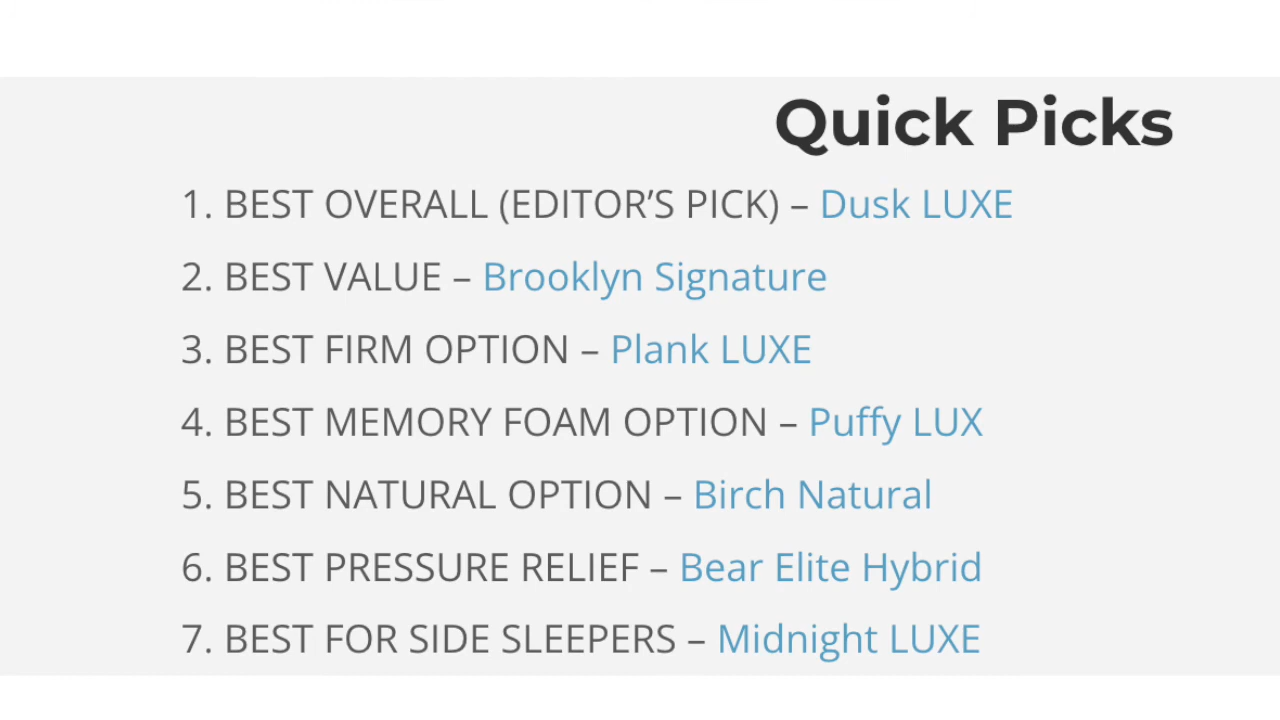 Quick Picks
1. BEST OVERALL (EDITOR’S PICK) – Dusk LUXE
2. BEST VALUE – Brooklyn Signature
3. BEST FIRM OPTION – Plank LUXE
4. BEST MEMORY FOAM OPTION – Puffy LUX
5. BEST NATURAL OPTION – Birch Natural
6. BEST PRESSURE RELIEF – Bear Elite Hybrid
7. BEST FOR SIDE SLEEPERS – Midnight LUXE